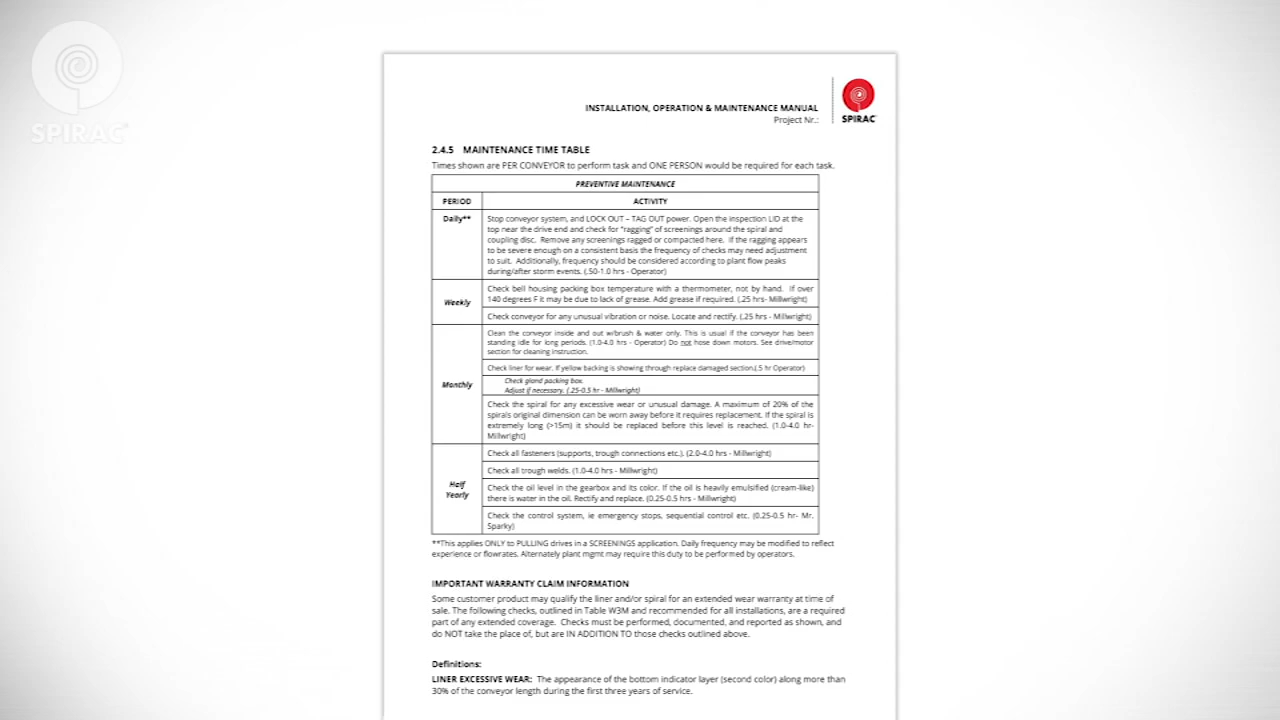 SPIRAC
INSTALLATION, OPERATION & MAINTENANCE MANUAL
Project Nr.:
SPIRAC
2.4.5 MAINTENANCE TIME TABLE
Times shown are PER CONVEYOR to perform task and ONE PERSON would be required for each task.
PREVENTIVE MAINTENANCE
PERIOD ACTIVITY
Daily** Stop conveyor system, and LOCK OUT – TAG OUT power. Open the inspection LID at the
top near the drive end and check for "ragging" of screenings around the spiral and
coupling disc. Remove any screenings ragged or compacted here. If the ragging appears
to be severe enough on a consistent basis the frequency of checks may need adjustment
to suit. Additionally, frequency should be considered according to plant flow peaks
during/after storm events. (.50-1.0 hrs - Operator)
Weekly
Check bell housing packing box temperature with a thermometer, not by hand. If over
140 degrees F it may be due to lack of grease. Add grease if required. (.25 hrs- Millwright)
Check conveyor for any unusual vibration or noise. Locate and rectify. (.25 hrs - Millwright)
Monthly
Clean the conveyor inside and out w/brush & water only. This is usual if the conveyor has been
standing idle for long periods. (1.0-4.0 hrs - Operator) Do not hose down motors. See drive/motor
section for cleaning instruction.
Check liner for wear. If yellow backing is showing through replace damaged section.(.5 hr Operator)
Check gland packing box.
Adjust if necessary. (.25-0.5 hr - Millwright)
Check the spiral for any excessive wear or unusual damage. A maximum of 20% of the
spirals original dimension can be worn away before it requires replacement. If the spiral is
extremely long (>15m) it should be replaced before this level is reached. (1.0-4.0 hr-
Millwright)
Half
Yearly
Check all fasteners (supports, trough connections etc.). (2.0-4.0 hrs - Millwright)
Check all trough welds. (1.0-4.0 hrs - Millwright)
Check the oil level in the gearbox and its color. If the oil is heavily emulsified (cream-like)
there is water in the oil. Rectify and replace. (0.25-0.5 hrs - Millwright)
Check the control system, ie emergency stops, sequential control etc. (0.25-0.5 hr- Mr.
Sparky)
**This applies ONLY to PULLING drives in a SCREENINGS application. Daily frequency may be modified to reflect
experience or flowrates. Alternately plant mgmt may require this duty to be performed by operators.
IMPORTANT WARRANTY CLAIM INFORMATION
Some customer product may qualify the liner and/or spiral for an extended wear warranty at time of
sale. The following checks, outlined in Table W3M and recommended for all installations, are a required
part of any extended coverage. Checks must be performed, documented, and reported as shown, and
do NOT take the place of, but are IN ADDITION TO those checks outlined above.
Definitions:
LINER EXCESSIVE WEAR: The appearance of the bottom indicator layer (second color) along more than
30% of the conveyor length during the first three years of service.